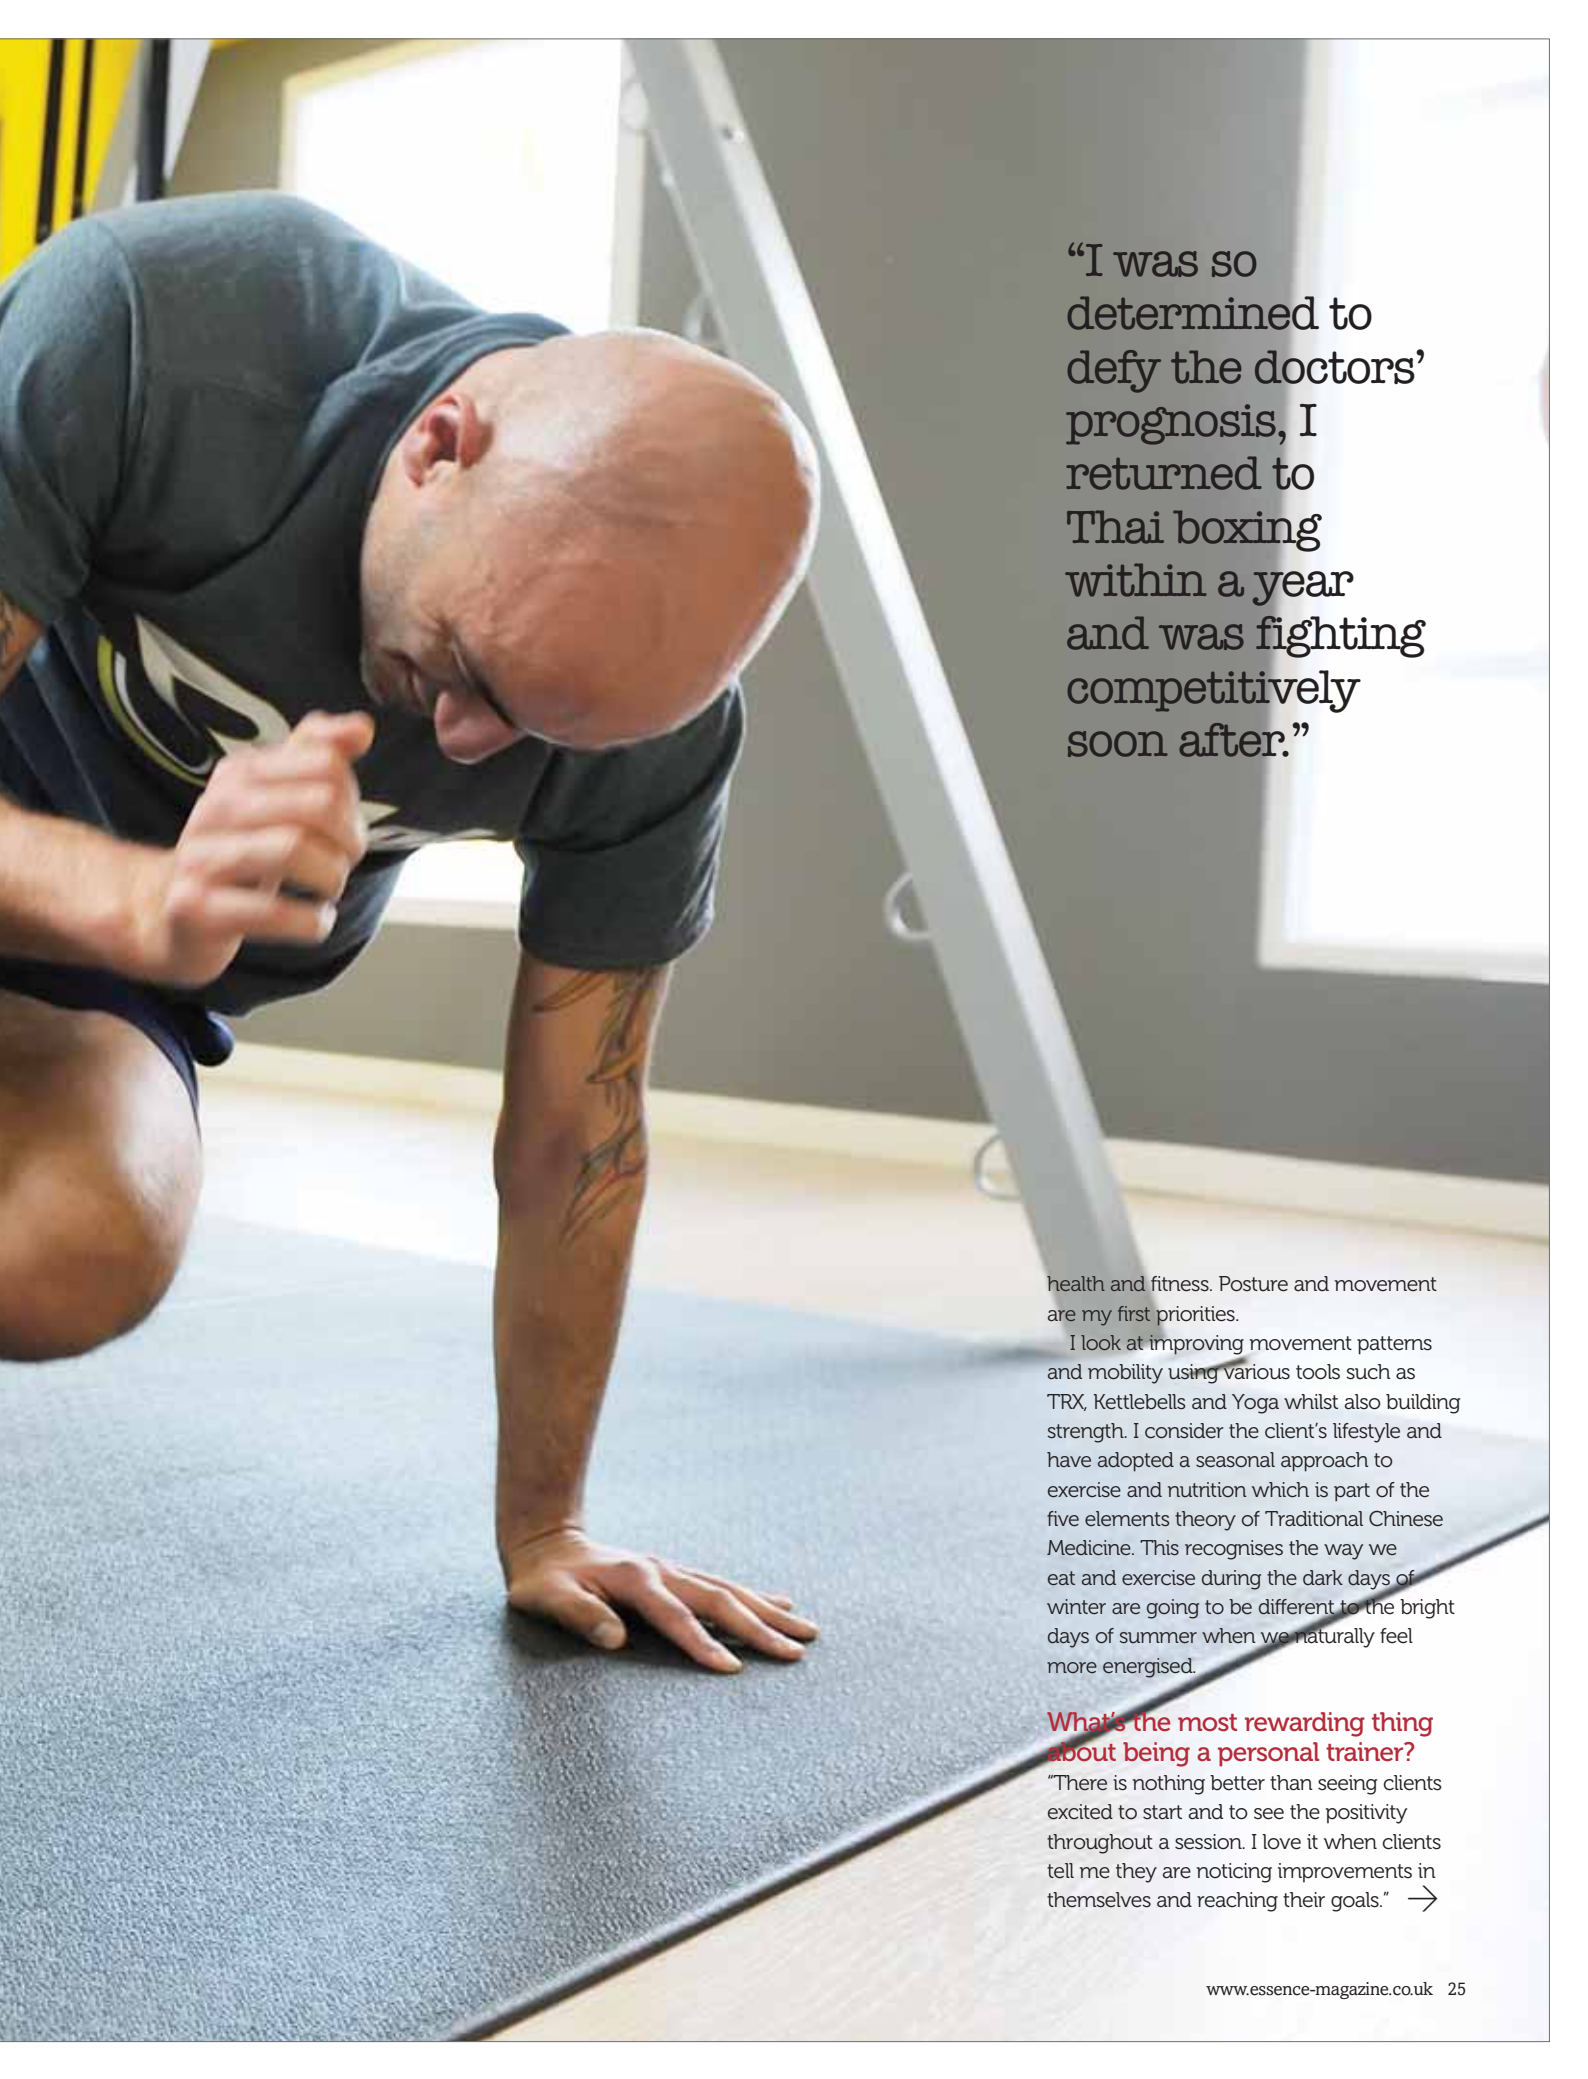 “I was so
determined to
defy the doctors’
prognosis, I
returned to
Thai boxing
within a year
and was fighting
competitively
soon after.”
health and fitness. Posture and movement
are my first priorities.
I look at improving movement patterns
and mobility using various tools such as
TRX, Kettlebells and Yoga whilst also building
strength. I consider the client’s lifestyle and
have adopted a seasonal approach to
exercise and nutrition which is part of the
five elements theory of Traditional Chinese
Medicine. This recognises the way we
eat and exercise during the dark days of
winter are going to be different to the bright
days of summer when we naturally feel
more energised.
What’s the most rewarding thing
about being a personal trainer?
“There is nothing better than seeing clients
excited to start and to see the positivity
throughout a session. I love it when clients
tell me they are noticing improvements in
themselves and reaching their goals.” →
www.essence-magazine.co.uk 25